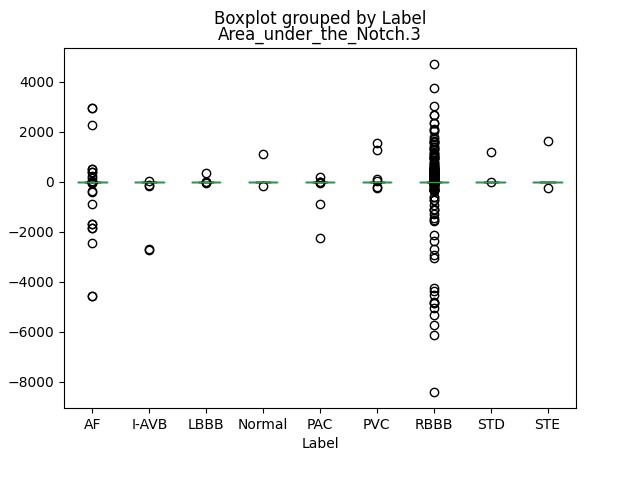 Boxplot grouped by Label
Area_under_the_Notch.3
4000
2000
0
−2000
−4000
−6000
−8000
AF I-AVB LBBB Normal PAC PVC RBBB STD STE
Label